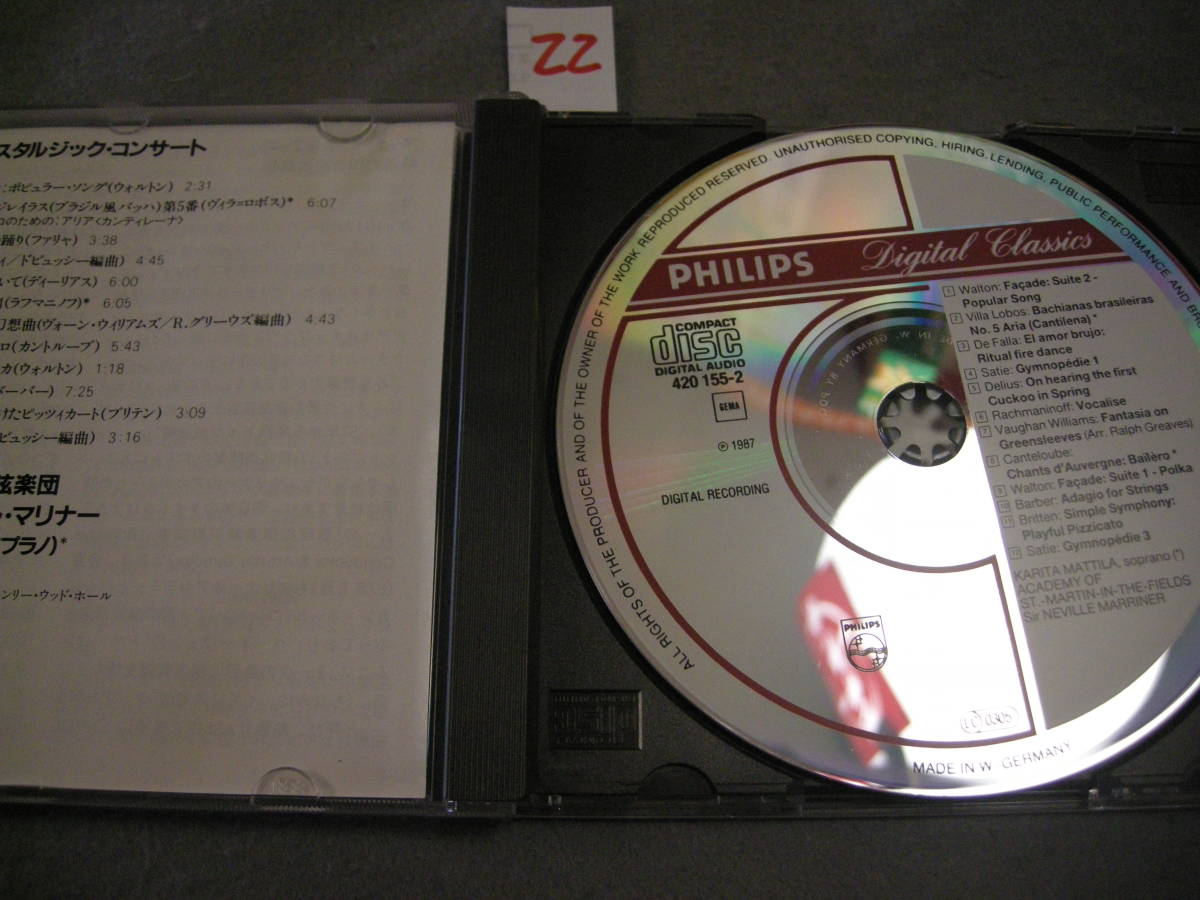 22
スタルジック・コンサート
:ポピュラー・ソング(ウォルトン) 2:31
ジレイラス(ブラジル風バッハ)第5番(ヴィラ=ロボス)* 6:07
ロのための:アリア〈カンティレーナ〉
踊り(ファリャ) 3:38
ィ/ドビュッシー編曲) 4:45
いて(ディーリアス) 6:00
(ラフマニノフ)* 6:05
幻想曲(ヴォーン・ウィリアムズ/R.グリーウズ編曲) 4:43
ロ(カントルーブ) 5:43
カ(ウォルトン) 1:18
バーバー) 7:25
けたピッツィカート(ブリテン) 3:09
ビュッシー編曲) 3:16
弦楽団
・マリナー
プラノ)*
ンリー・ウッド・ホール
ALL RIGHTS OF THE PRODUCER AND OF THE OWNER OF THE WORK REPRODUCED RESERVED. UNAUTHORISED COPYING, HIRING, LENDING, PUBLIC PERFORMANCE AND BR
PHILIPS Digital Classics
COMPACT
disc
DIGITAL AUDIO
420 155-2
GEMA
℗ 1987
DIGITAL RECORDING
1 Walton: Façade: Suite 2 -
Popular Song
2 Villa Lobos: Bachianas brasileiras
No. 5 Aria (Cantilena) *
3 De Falla: El amor brujo:
Ritual fire dance
4 Satie: Gymnopédie 1
5 Delius: On hearing the first
Cuckoo in Spring
6 Rachmaninoff: Vocalise
7 Vaughan Williams: Fantasia on
Greensleeves (Arr. Ralph Greaves)
8 Canteloube:
Chants d'Auvergne: Baïlèro *
9 Walton: Façade: Suite 1 - Polka
10 Barber: Adagio for Strings
11 Britten: Simple Symphony:
Playful Pizzicato
12 Satie: Gymnopédie 3
KARITA MATTILA, soprano (*)
ACADEMY OF
ST.-MARTIN-IN-THE-FIELDS
Sir NEVILLE MARRINER
PHILIPS
LC 0305
MADE IN W. GERMANY